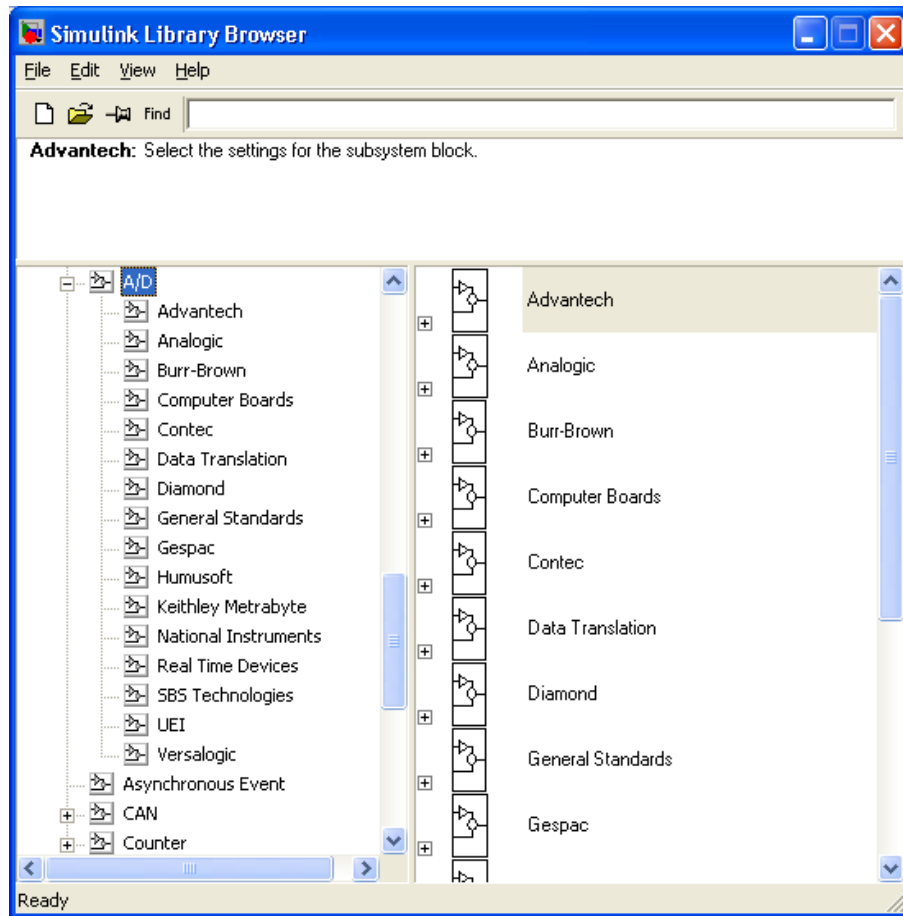 Simulink Library Browser
File Edit View Help
Find
Advantech: Select the settings for the subsystem block.
A/D
Advantech
Analogic
Burr-Brown
Computer Boards
Contec
Data Translation
Diamond
General Standards
Gespac
Humusoft
Keithley Metrabyte
National Instruments
Real Time Devices
SBS Technologies
UEI
Versalogic
Asynchronous Event
CAN
Counter
Advantech
Analogic
Burr-Brown
Computer Boards
Contec
Data Translation
Diamond
General Standards
Gespac
Ready